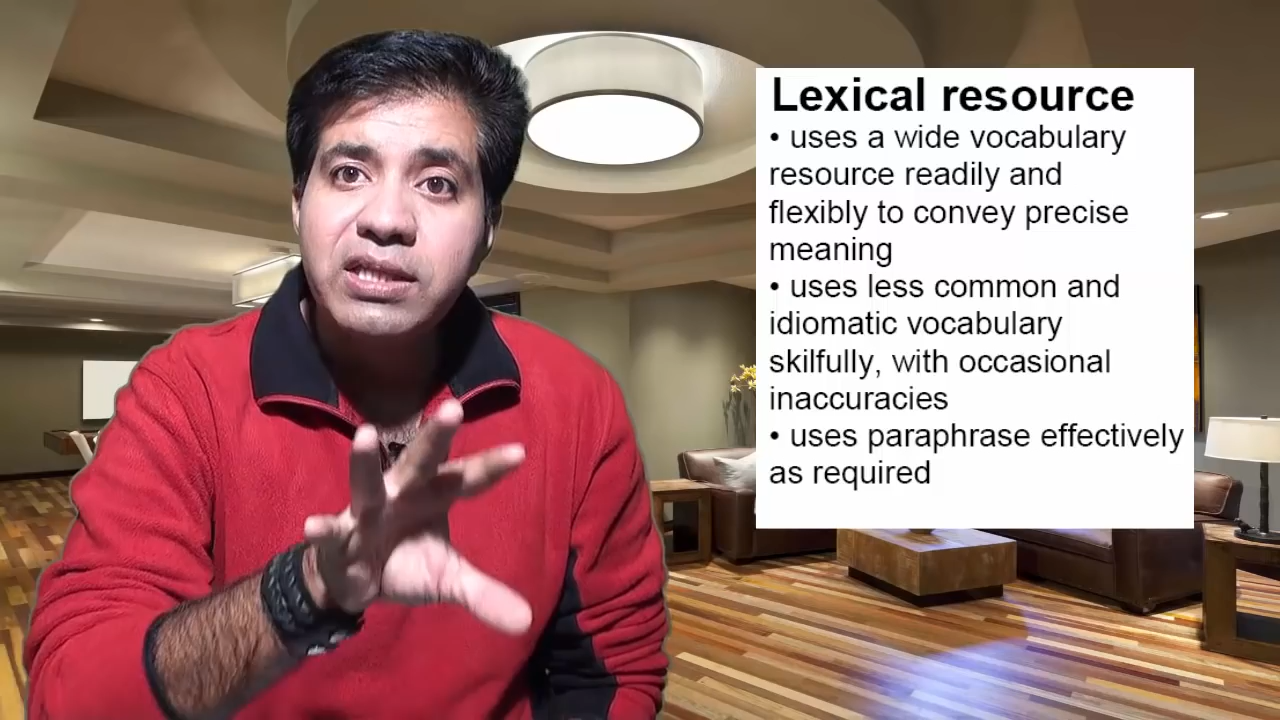 Lexical resource
• uses a wide vocabulary
resource readily and
flexibly to convey precise
meaning
• uses less common and
idiomatic vocabulary
skilfully, with occasional
inaccuracies
• uses paraphrase effectively
as required